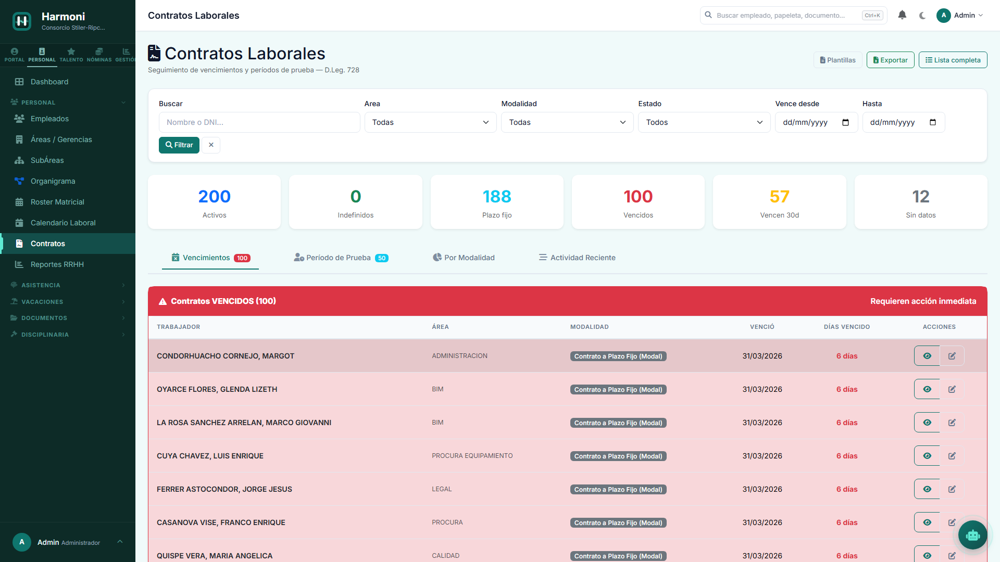 Harmoni
Consorcio Stiler-Ripc...
PORTAL PERSONAL TALENTO NÓMINAS GESTIÓN
Dashboard
PERSONAL
Empleados
Áreas / Gerencias
SubÁreas
Organigrama
Roster Matricial
Calendario Laboral
Contratos
Reportes RRHH
ASISTENCIA
VACACIONES
DOCUMENTOS
DISCIPLINARIA
A Admin Administrador
Contratos Laborales
Buscar empleado, papeleta, documento... Ctrl+K
A Admin
Contratos Laborales
Seguimiento de vencimientos y períodos de prueba — D.Leg. 728
Plantillas Exportar Lista completa
Buscar Area Modalidad Estado Vence desde Hasta
Nombre o DNI... Todas Todas Todos dd/mm/yyyy dd/mm/yyyy
Filtrar ×
200 0 188 100 57 12
Activos Indefinidos Plazo fijo Vencidos Vencen 30d Sin datos
Vencimientos 100 Período de Prueba 50 Por Modalidad Actividad Reciente
Contratos VENCIDOS (100) Requieren acción inmediata
TRABAJADOR ÁREA MODALIDAD VENCIÓ DÍAS VENCIDO ACCIONES
CONDORHUACHO CORNEJO, MARGOT ADMINISTRACION Contrato a Plazo Fijo (Modal) 31/03/2026 6 días
OYARCE FLORES, GLENDA LIZETH BIM Contrato a Plazo Fijo (Modal) 31/03/2026 6 días
LA ROSA SANCHEZ ARRELAN, MARCO GIOVANNI BIM Contrato a Plazo Fijo (Modal) 31/03/2026 6 días
CUYA CHAVEZ, LUIS ENRIQUE PROCURA EQUIPAMIENTO Contrato a Plazo Fijo (Modal) 31/03/2026 6 días
FERRER ASTOCONDOR, JORGE JESUS LEGAL Contrato a Plazo Fijo (Modal) 31/03/2026 6 días
CASANOVA VISE, FRANCO ENRIQUE PROCURA Contrato a Plazo Fijo (Modal) 31/03/2026 6 días
QUISPE VERA, MARIA ANGELICA CALIDAD Contrato a Plazo Fijo (Modal) 31/03/2026 6 días